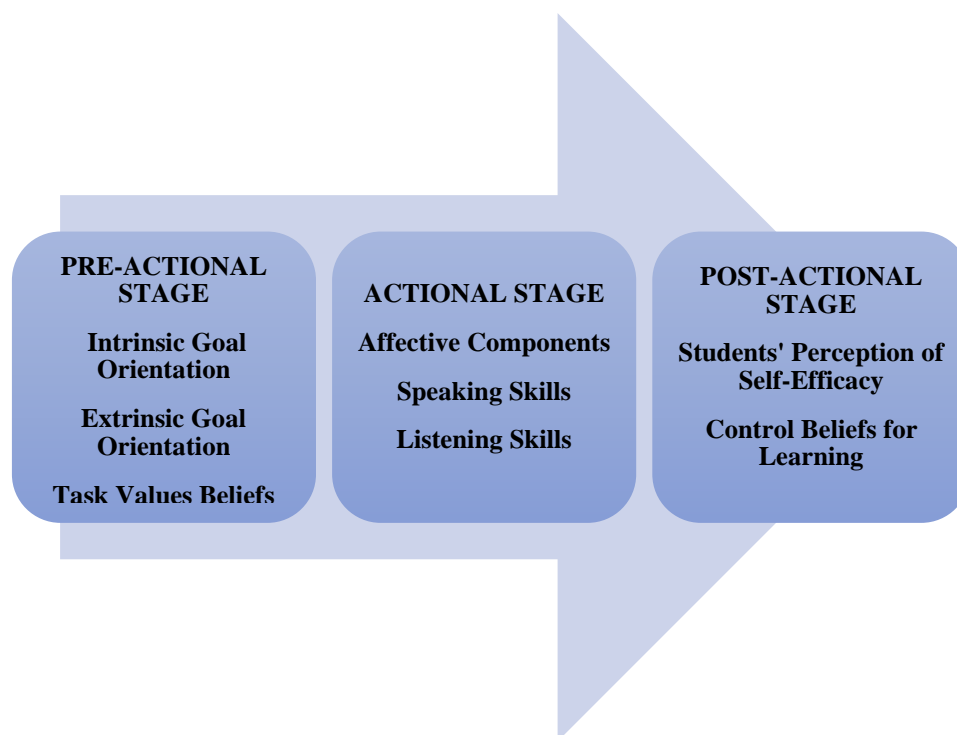 PRE-ACTIONAL
STAGE
Intrinsic Goal
Orientation
Extrinsic Goal
Orientation
Task Values Beliefs
ACTIONAL STAGE
Affective Components
Speaking Skills
Listening Skills
POST-ACTIONAL
STAGE
Students' Perception of
Self-Efficacy
Control Beliefs for
Learning